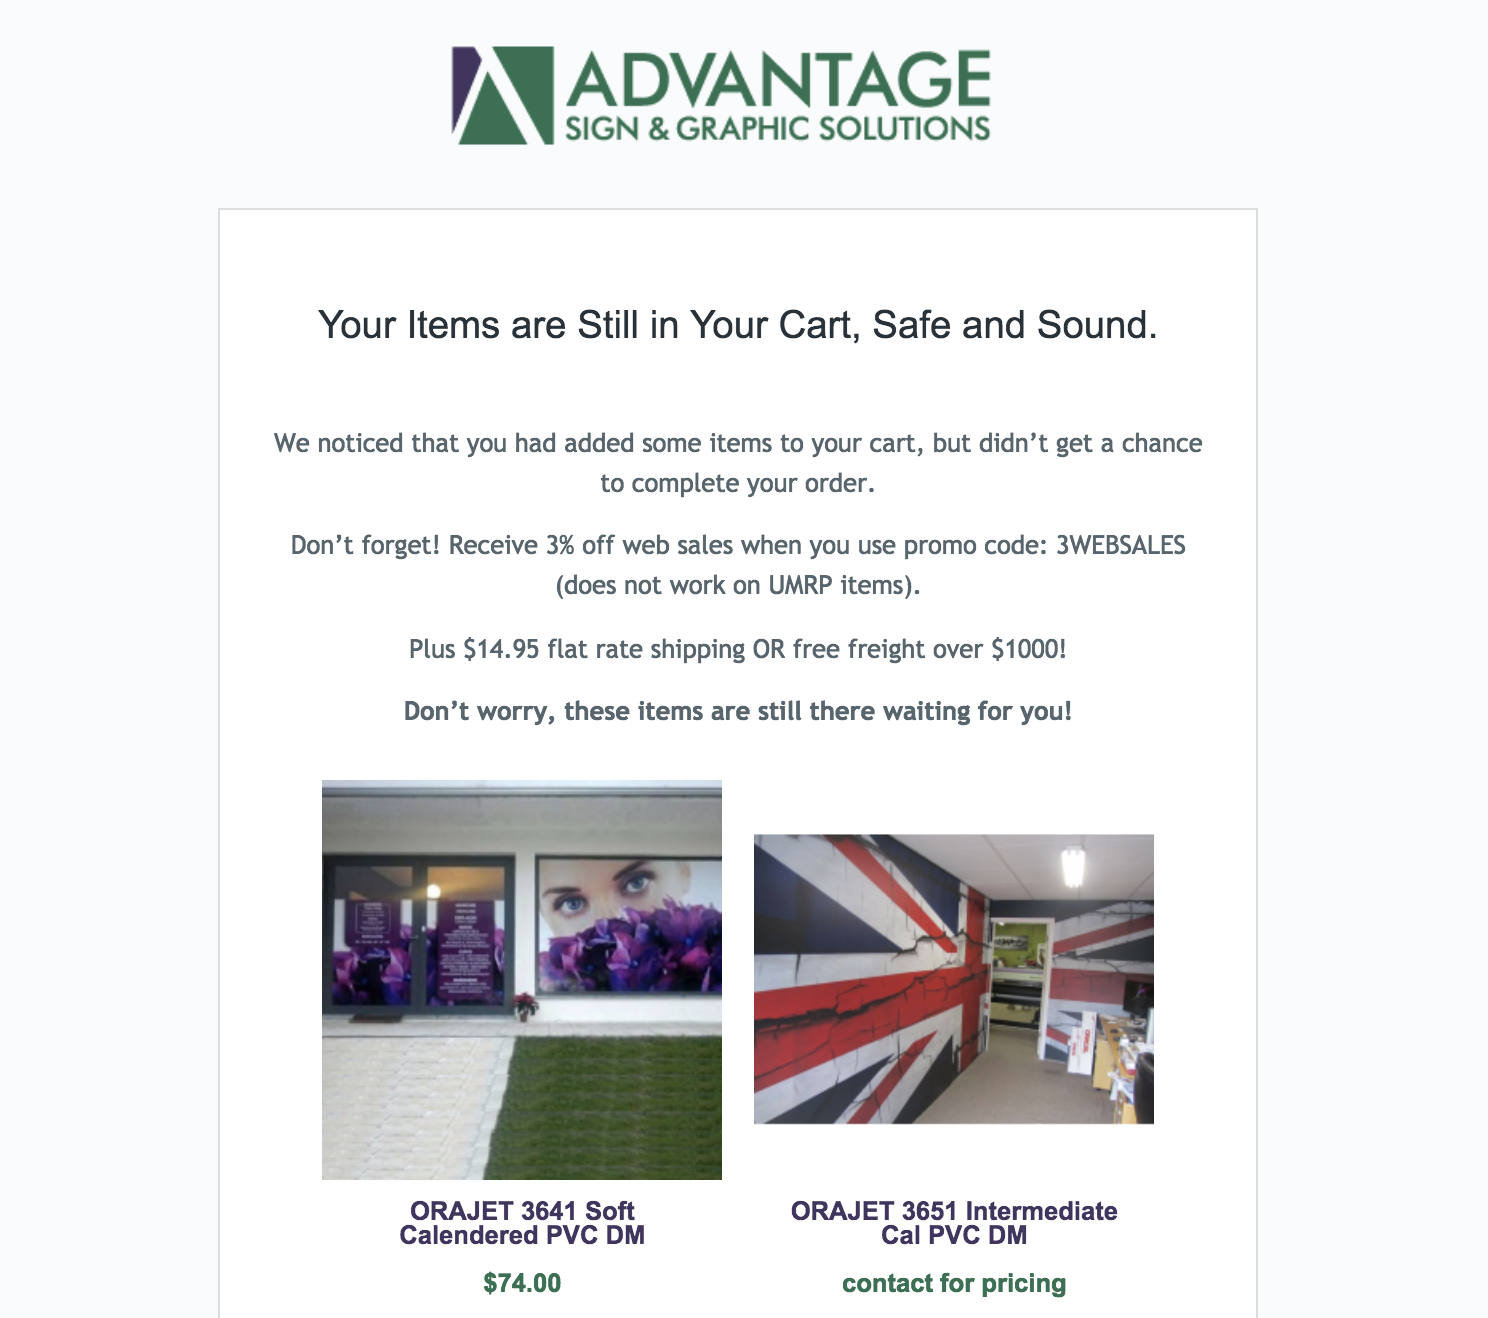 ADVANTAGE
SIGN & GRAPHIC SOLUTIONS
Your Items are Still in Your Cart, Safe and Sound.
We noticed that you had added some items to your cart, but didn’t get a chance
to complete your order.
Don’t forget! Receive 3% off web sales when you use promo code: 3WEBSALES
(does not work on UMRP items).
Plus $14.95 flat rate shipping OR free freight over $1000!
Don’t worry, these items are still there waiting for you!
ORAJET 3641 Soft
Calendered PVC DM
$74.00
ORAJET 3651 Intermediate
Cal PVC DM
contact for pricing